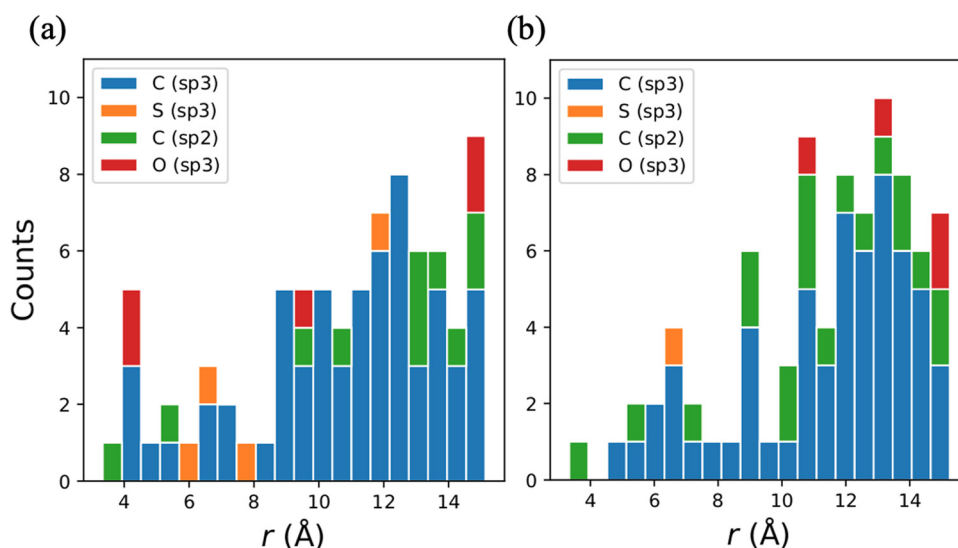 (a)
C (sp3)
S (sp3)
C (sp2)
O (sp3)
10
8
6
4
2
0
Counts
4 6 8 10 12 14
r (Å)
(b)
C (sp3)
S (sp3)
C (sp2)
O (sp3)
10
8
6
4
2
0
4 6 8 10 12 14
r (Å)